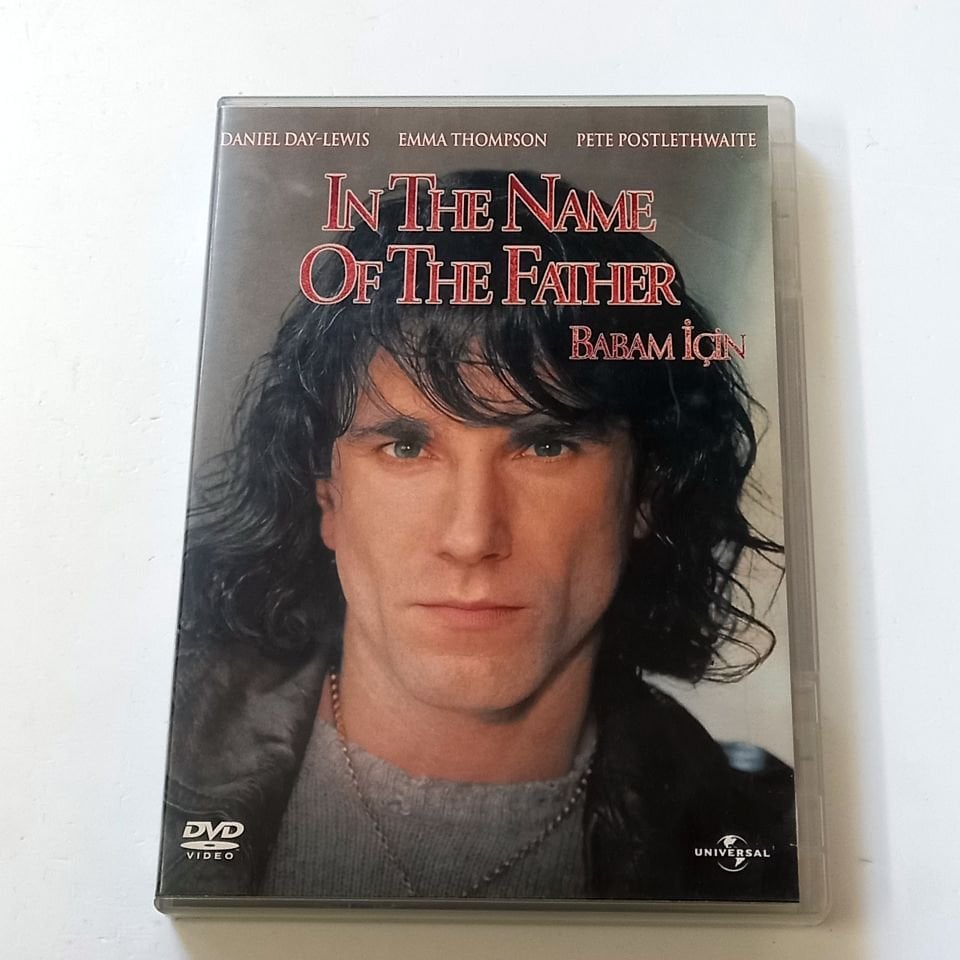 DANIEL DAY-LEWIS EMMA THOMPSON PETE POSTLETHWAITE
IN THE NAME
OF THE FATHER
BABAM İÇİN
DVD
VIDEO
UNIVERSAL